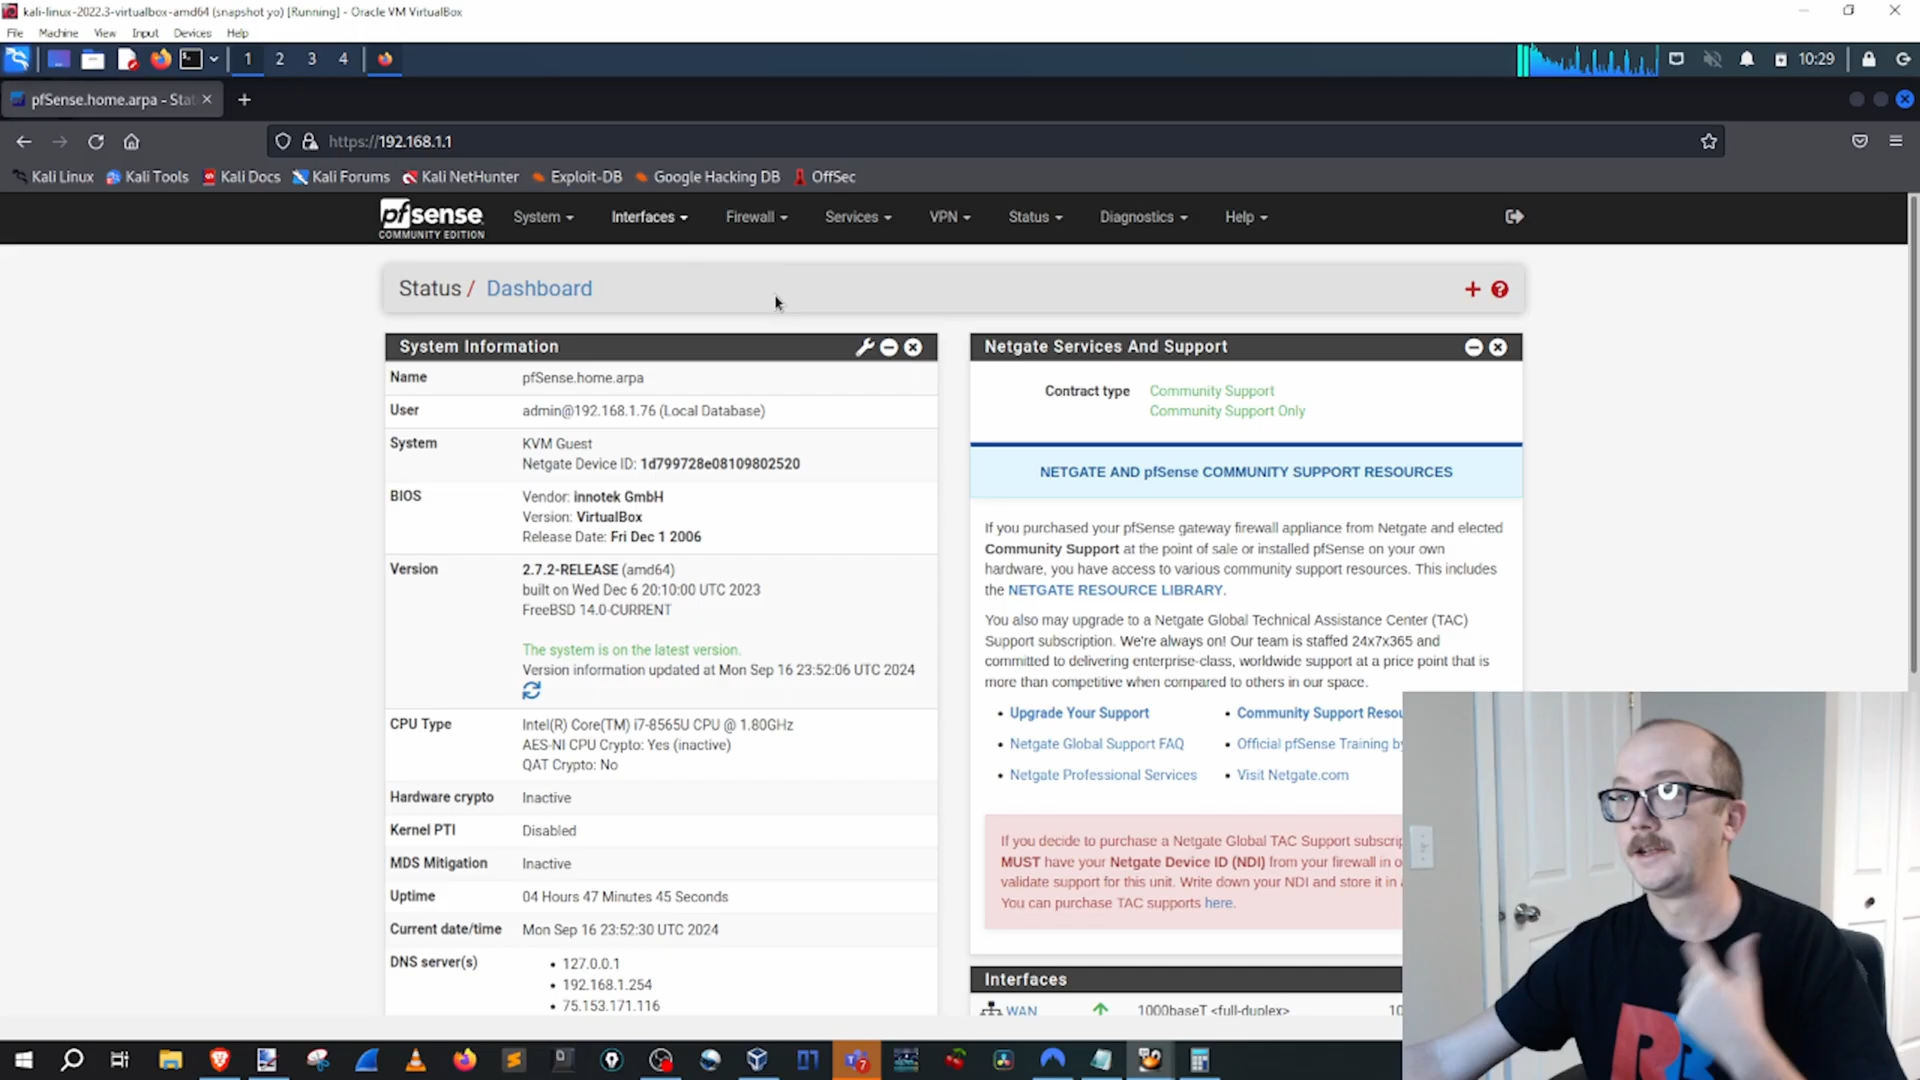 kali-linux-2022.3-virtualbox-amd64 (snapshot yo) [Running] - Oracle VM VirtualBox
File Machine View Input Devices Help
1 2 3 4 10:29
pfSense.home.arpa - Stat
https://192.168.1.1
Kali Linux Kali Tools Kali Docs Kali Forums Kali NetHunter Exploit-DB Google Hacking DB OffSec
pfsense System Interfaces Firewall Services VPN Status Diagnostics Help
COMMUNITY EDITION
Status / Dashboard
System Information
Name pfSense.home.arpa
User admin@192.168.1.76 (Local Database)
System KVM Guest
Netgate Device ID: 1d799728e08109802520
BIOS Vendor: innotek GmbH
Version: VirtualBox
Release Date: Fri Dec 1 2006
Version 2.7.2-RELEASE (amd64)
built on Wed Dec 6 20:10:00 UTC 2023
FreeBSD 14.0-CURRENT
The system is on the latest version.
Version information updated at Mon Sep 16 23:52:06 UTC 2024
CPU Type Intel(R) Core(TM) i7-8565U CPU @ 1.80GHz
AES-NI CPU Crypto: Yes (inactive)
QAT Crypto: No
Hardware crypto Inactive
Kernel PTI Disabled
MDS Mitigation Inactive
Uptime 04 Hours 47 Minutes 45 Seconds
Current date/time Mon Sep 16 23:52:30 UTC 2024
DNS server(s) • 127.0.0.1
• 192.168.1.254
• 75.153.171.116
Netgate Services And Support
Contract type Community Support
Community Support Only
NETGATE AND pfSense COMMUNITY SUPPORT RESOURCES
If you purchased your pfSense gateway firewall appliance from Netgate and elected
Community Support at the point of sale or installed pfSense on your own
hardware, you have access to various community support resources. This includes
the NETGATE RESOURCE LIBRARY.
You also may upgrade to a Netgate Global Technical Assistance Center (TAC)
Support subscription. We're always on! Our team is staffed 24x7x365 and
committed to delivering enterprise-class, worldwide support at a price point that is
more than competitive when compared to others in our space.
• Upgrade Your Support • Community Support Resou
• Netgate Global Support FAQ • Official pfSense Training by
• Netgate Professional Services • Visit Netgate.com
If you decide to purchase a Netgate Global TAC Support subscrip
MUST have your Netgate Device ID (NDI) from your firewall in o
validate support for this unit. Write down your NDI and store it in a
You can purchase TAC supports here.
Interfaces
WAN 1000baseT <full-duplex> 10